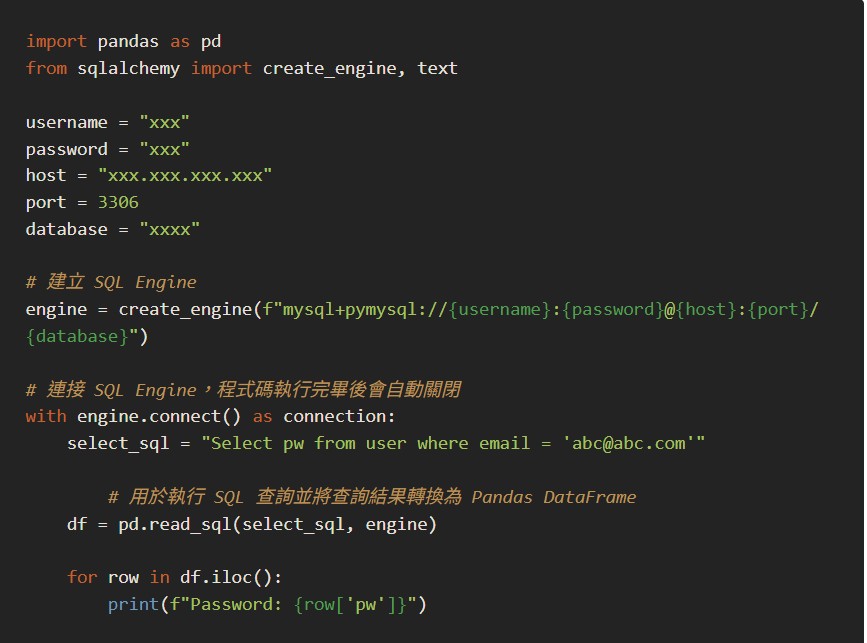 import pandas as pd
from sqlalchemy import create_engine, text
username = "xxx"
password = "xxx"
host = "xxx.xxx.xxx.xxx"
port = 3306
database = "xxxx"
# 建立 SQL Engine
engine = create_engine(f"mysql+pymysql://{username}:{password}@{host}:{port}/
{database}")
# 連接 SQL Engine，程式碼執行完畢後會自動關閉
with engine.connect() as connection:
    select_sql = "Select pw from user where email = 'abc@abc.com'"
        # 用於執行 SQL 查詢並將查詢結果轉換為 Pandas DataFrame
    df = pd.read_sql(select_sql, engine)
    for row in df.iloc():
        print(f"Password: {row['pw']}")